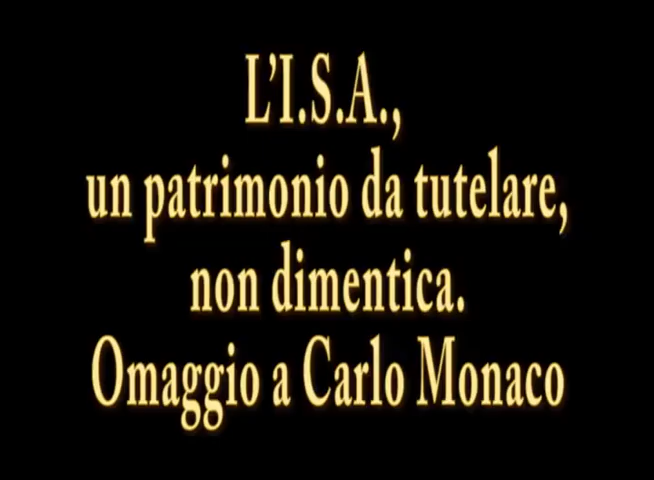 L'I.S.A.,
un patrimonio da tutelare,
non dimentica.
Omaggio a Carlo Monaco